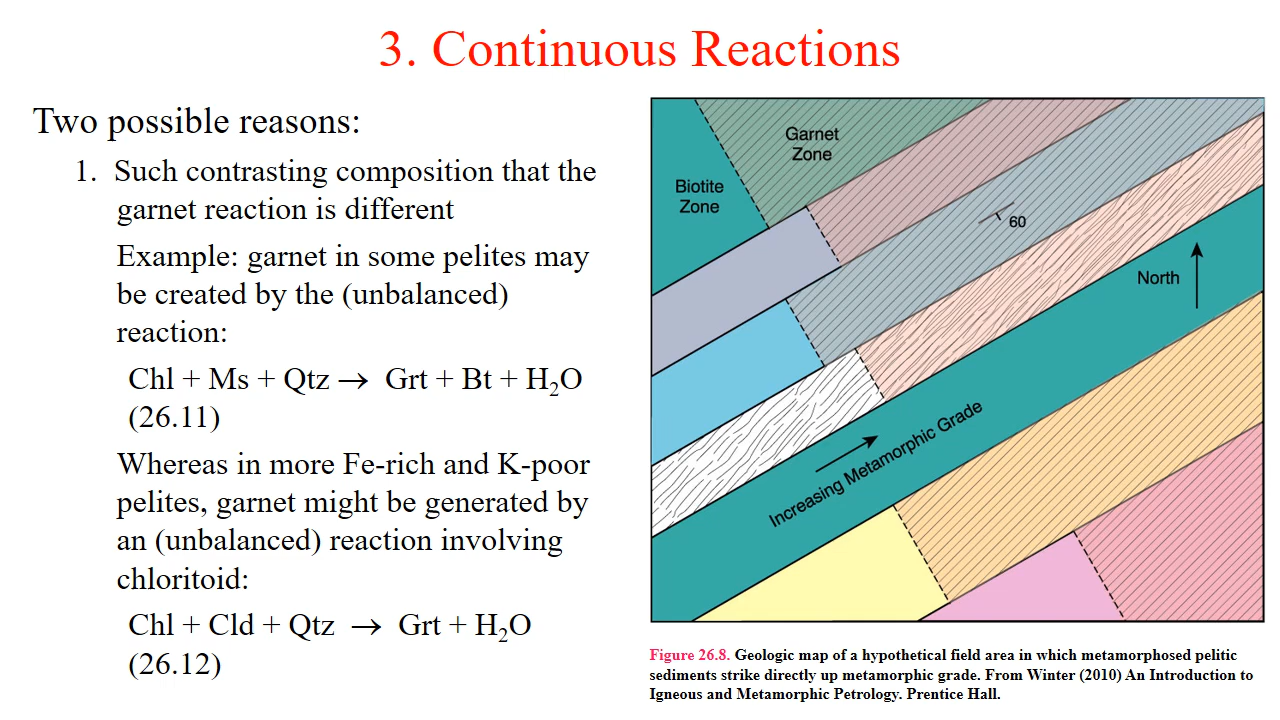 3. Continuous Reactions
Two possible reasons:
1. Such contrasting composition that the
garnet reaction is different
Example: garnet in some pelites may
be created by the (unbalanced)
reaction:
Chl + Ms + Qtz → Grt + Bt + H₂O
(26.11)
Whereas in more Fe-rich and K-poor
pelites, garnet might be generated by
an (unbalanced) reaction involving
chloritoid:
Chl + Cld + Qtz → Grt + H₂O
(26.12)
Garnet
Zone
Biotite
Zone
60
North
Increasing Metamorphic Grade
Figure 26.8. Geologic map of a hypothetical field area in which metamorphosed pelitic
sediments strike directly up metamorphic grade. From Winter (2010) An Introduction to
Igneous and Metamorphic Petrology. Prentice Hall.